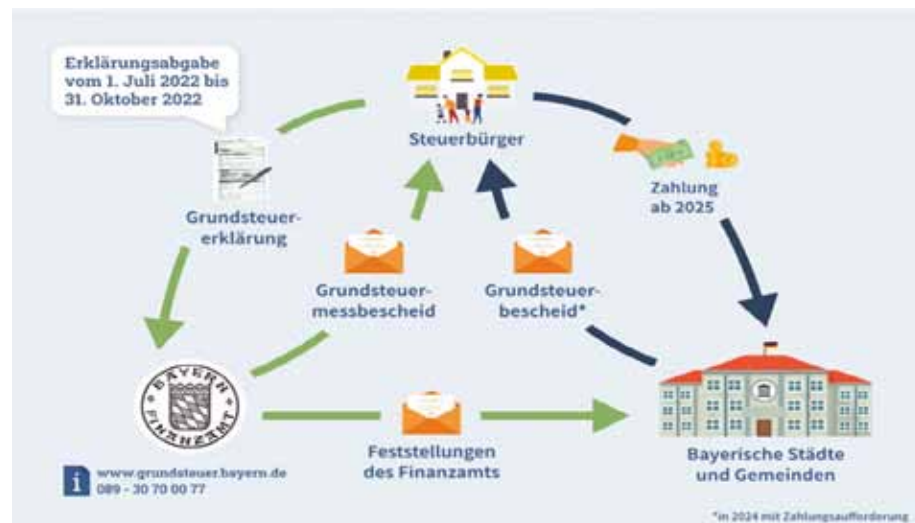 Erklärungsabgabe
vom 1. Juli 2022 bis
31. Oktober 2022
Steuerbürger
Grundsteuer-
erklärung
Zahlung
ab 2025
Grundsteuer-
messbescheid
Grundsteuer-
bescheid*
BAYERN
FINANZAMT
Feststellungen
des Finanzamts
Bayerische Städte
und Gemeinden
i
www.grundsteuer.bayern.de
089 - 30 70 00 77
*in 2024 mit Zahlungsaufforderung